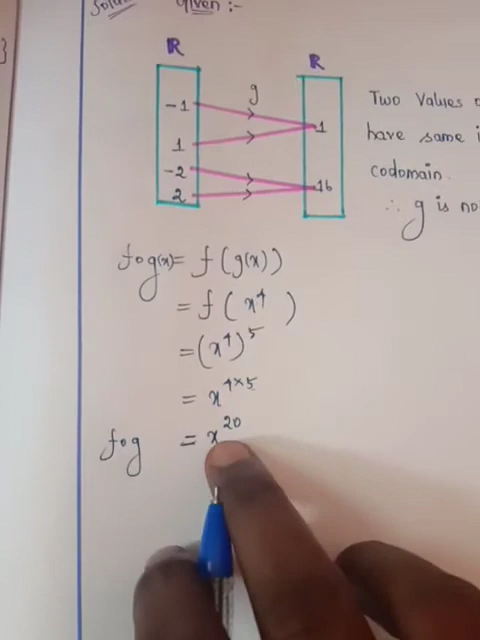 given :-
R
R
g
-1
1
-2
2
1
16
Two Values
have same
codomain.
∴ g is
fog(x) = f(g(x))
= f(x⁴ )
= (x⁴)⁵
= x⁴ˣ⁵
fog = x²⁰